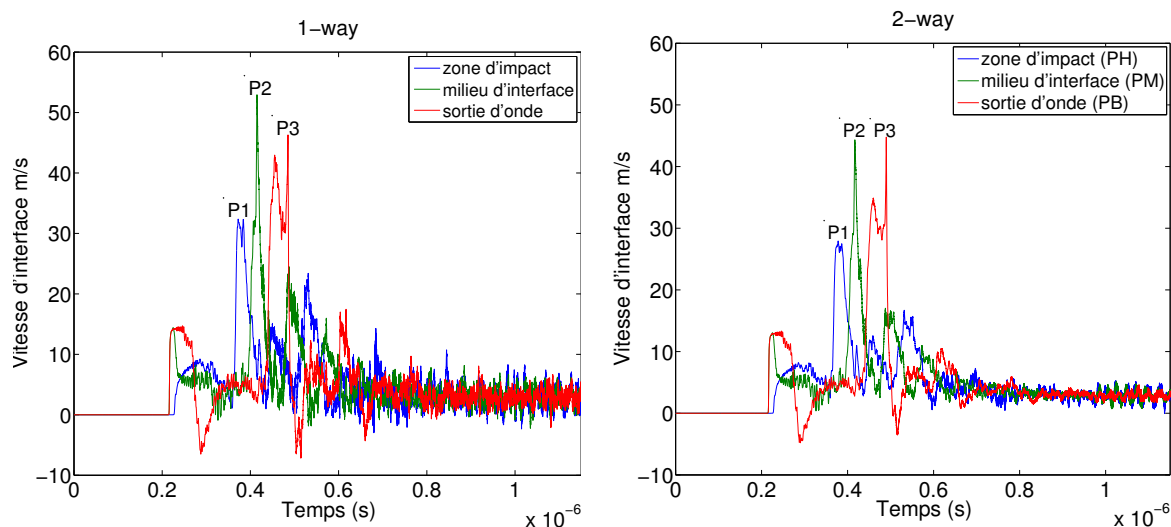 1−way
60
50
40
30
20
10
0
−10
Vitesse d'interface m/s
zone d'impact
milieu d'interface
sortie d'onde
P1
P2
P3
0
0.2
0.4
0.6
0.8
1
Temps (s)
x 10−6
2−way
60
50
40
30
20
10
0
−10
Vitesse d'interface m/s
zone d'impact (PH)
milieu d'interface (PM)
sortie d'onde (PB)
P1
P2
P3
0
0.2
0.4
0.6
0.8
1
Temps (s)
x 10−6